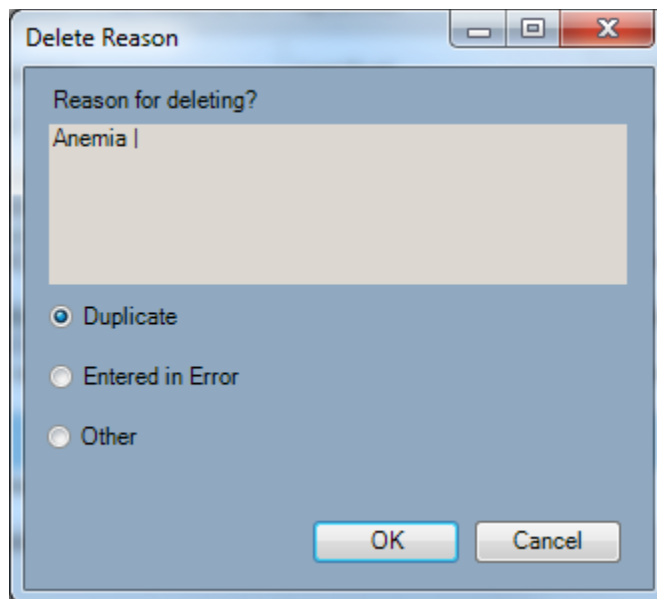 Delete Reason
Reason for deleting?
Anemia |
Duplicate
Entered in Error
Other
OK Cancel